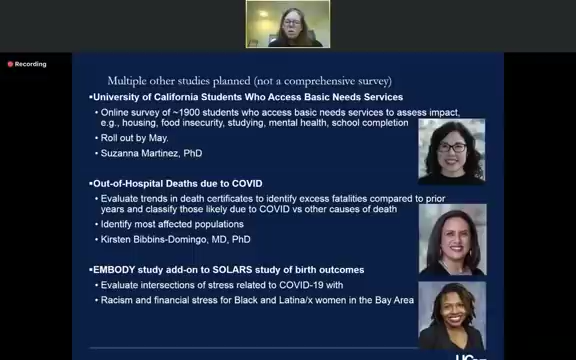 Recording
Multiple other studies planned (not a comprehensive survey)
•University of California Students Who Access Basic Needs Services
• Online survey of ~1900 students who access basic needs services to assess impact,
e.g., housing, food insecurity, studying, mental health, school completion
• Roll out by May.
• Suzanna Martinez, PhD
•Out-of-Hospital Deaths due to COVID
• Evaluate trends in death certificates to identify excess fatalities compared to prior
years and classify those likely due to COVID vs other causes of death
• Identify most affected populations
• Kirsten Bibbins-Domingo, MD, PhD
•EMBODY study add-on to SOLARS study of birth outcomes
• Evaluate intersections of stress related to COVID-19 with
• Racism and financial stress for Black and Latina/x women in the Bay Area